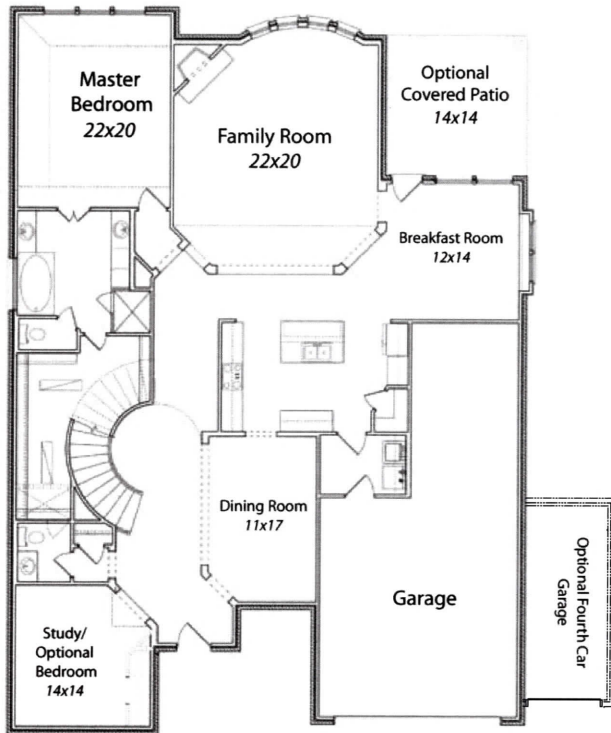 Master
Bedroom
22x20
Family Room
22x20
Optional
Covered Patio
14x14
Breakfast Room
12x14
Dining Room
11x17
Garage
Optional Fourth Car
Garage
Study/
Optional
Bedroom
14x14